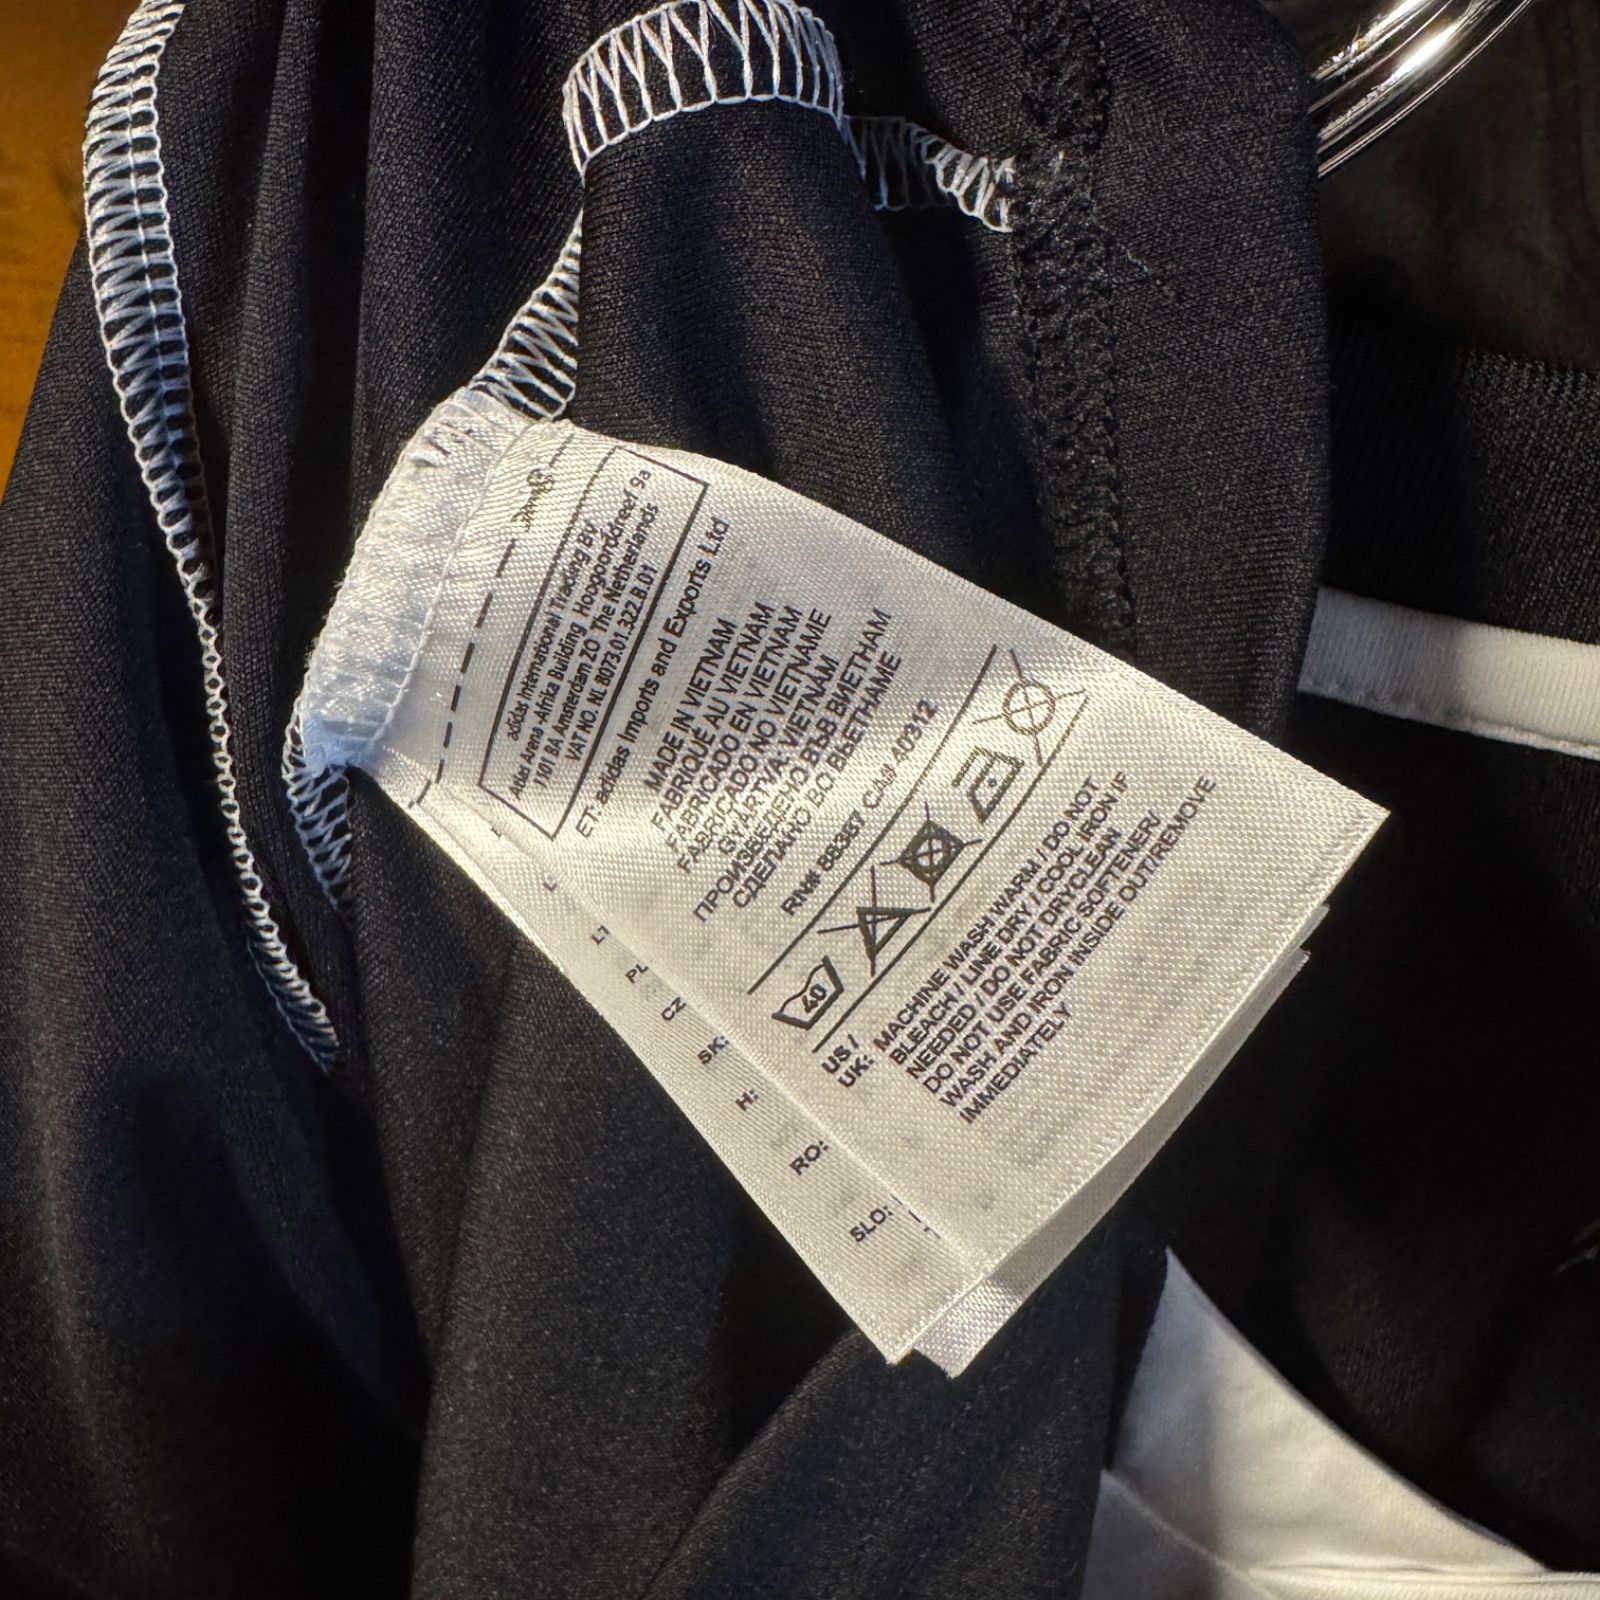 adidas International Trading BV
Atlas Arena -Afrika Building Hoogoorddreef 9a
1101 BA Amsterdam ZO The Netherlands
VAT NO. NL 8073.01.322.B.01
ET: adidas Imports and Exports Ltd
MADE IN VIETNAM
FABRIQUÉ AU VIETNAM
FABRICADO EN VIETNAM
FABRICADO NO VIETNAME
GYÁRTVA: VIETNAM
ПРОИЗВЕДЕНО ВЪВ ВИЕТНАМ
СДЕЛАНО ВО ВЬЕТНАМЕ
RN# 88387 CA# 40312
40
US / UK: MACHINE WASH WARM / DO NOT
BLEACH / LINE DRY / COOL IRON IF
NEEDED / DO NOT DRYCLEAN
DO NOT USE FABRIC SOFTENER/
WASH AND IRON INSIDE OUT/REMOVE
IMMEDIATELY
PL
CZ
SK:
H:
RO:
SLO: